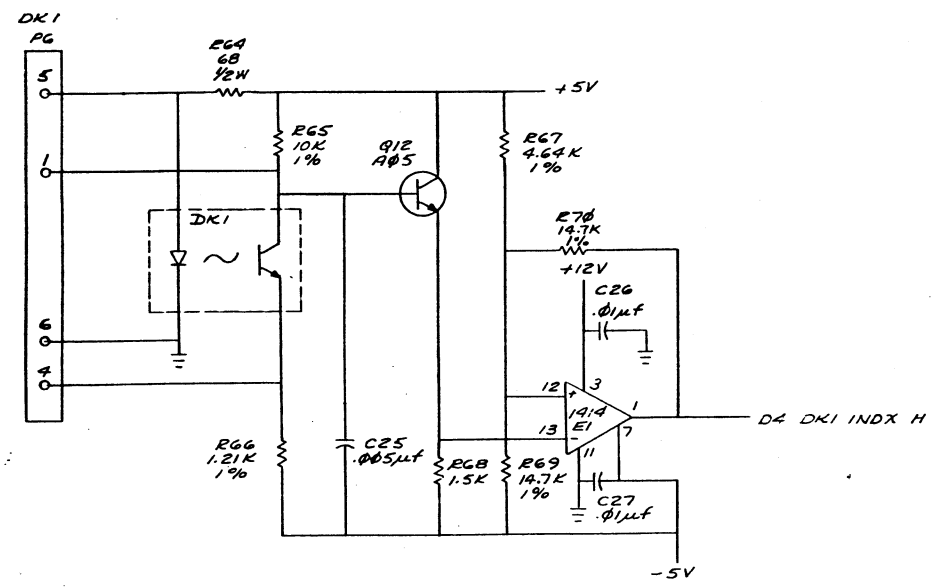 DK1
P6
5
1
6
4
R64
68
1/2W
+5V
R65
10K
1%
Q12
AØ5
R67
4.64K
1%
DK1
R7Ø
14.7K
1%
+12V
C26
.Ø1µf
12
3
+
1414
E1
1
13
-
7
11
D4 DK1 INDX H
R66
1.21K
1%
C25
.ØØ5µf
R68
1.5K
R69
14.7K
1%
C27
.Ø1µf
-5V